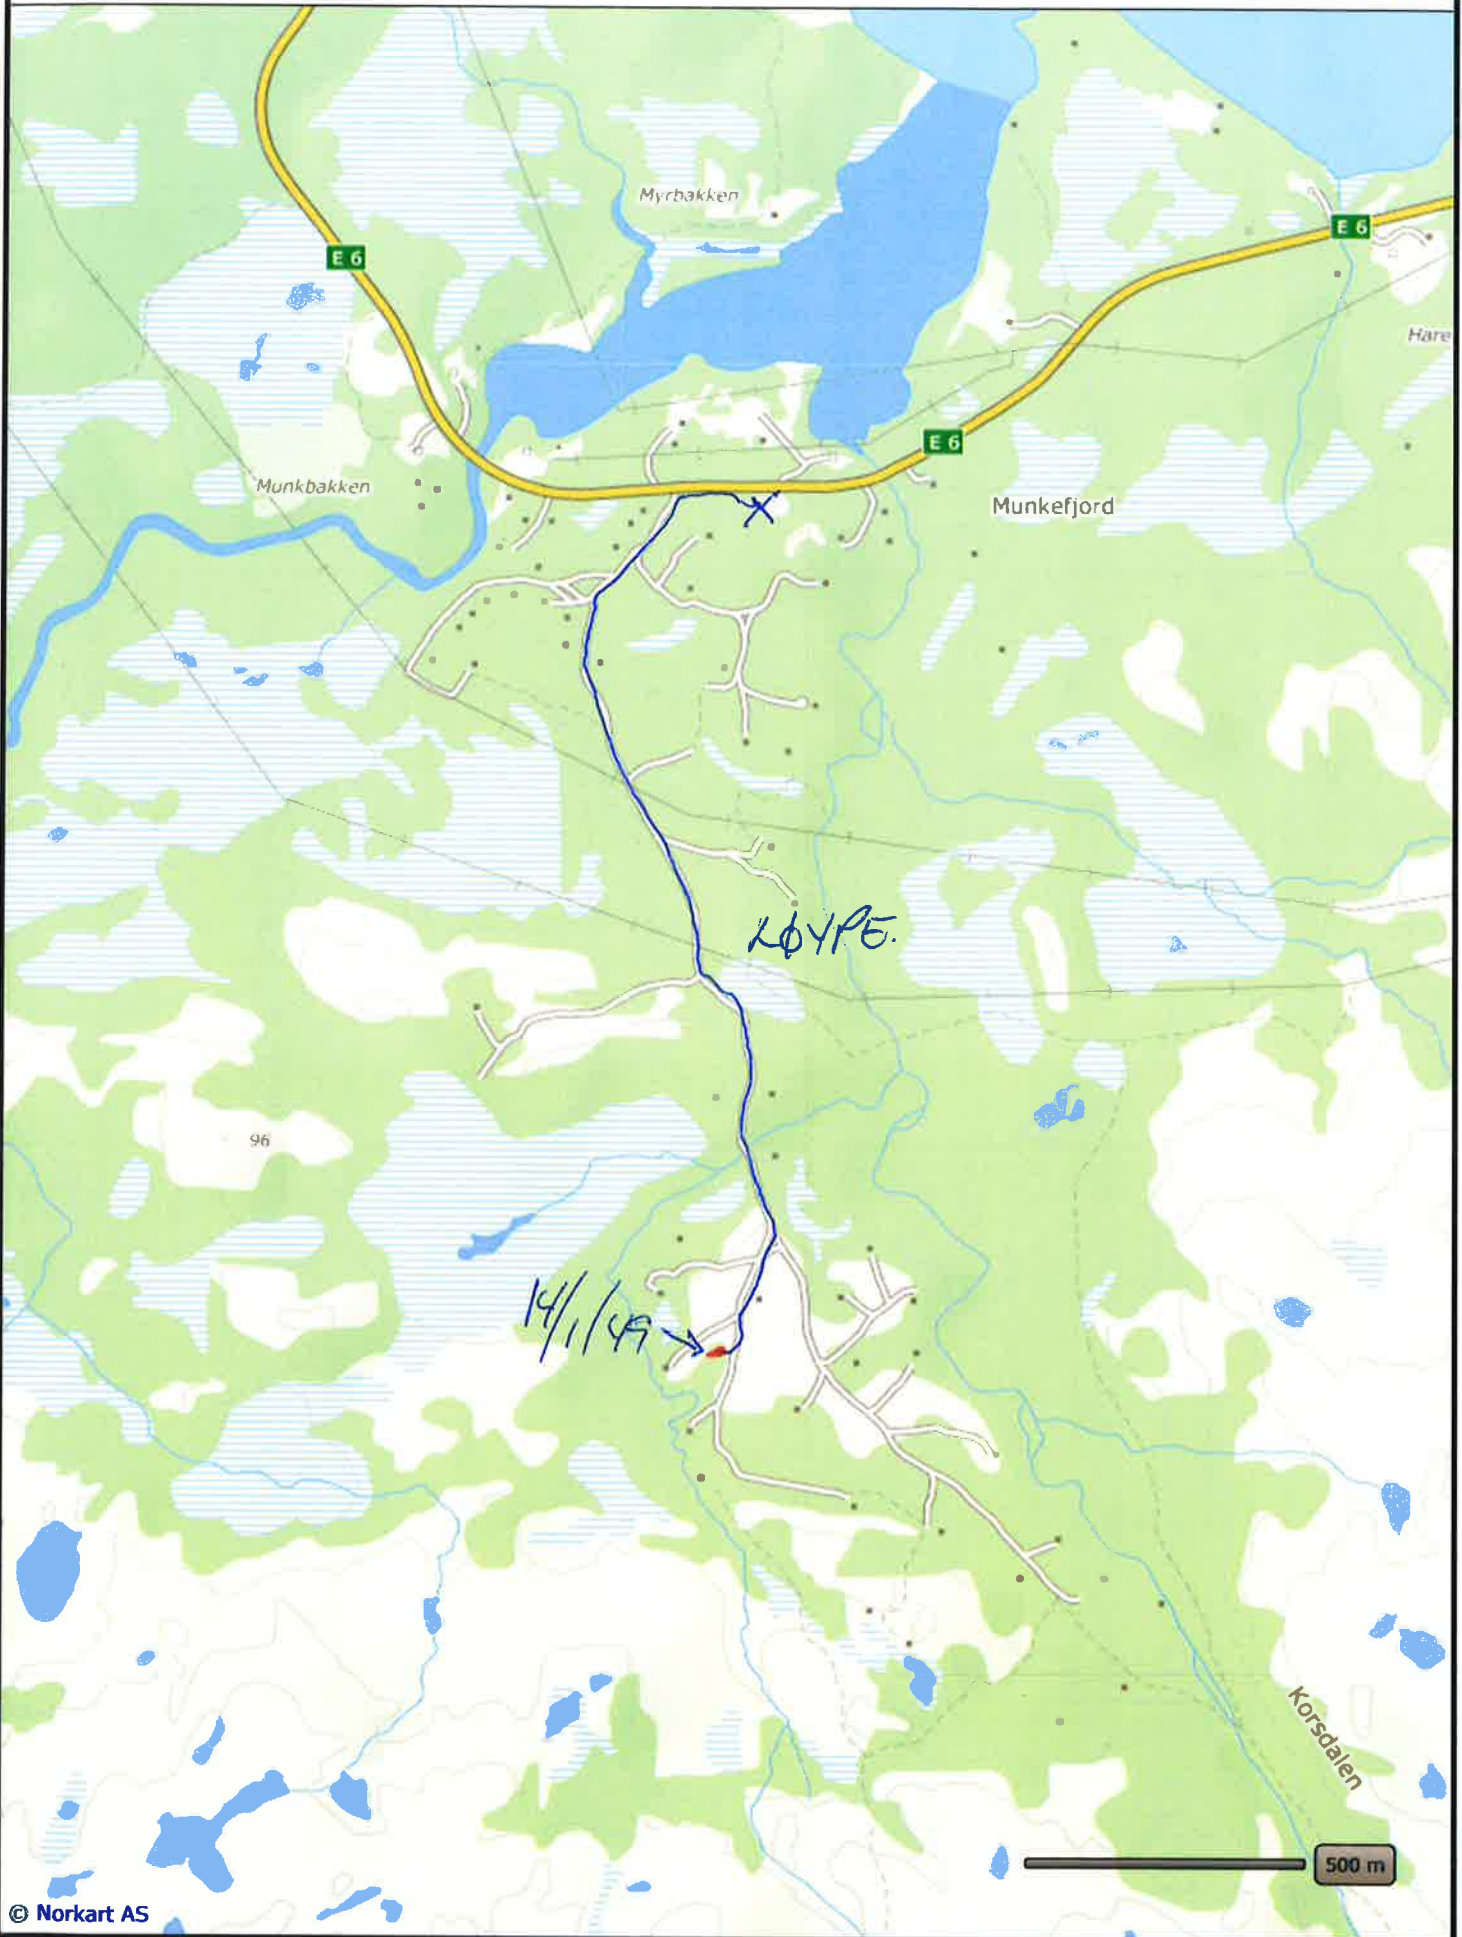 Myrbakken
E 6
E 6
Hare
E 6
Munkbakken
Munkefjord
LØYPE.
96
14/1/49
Korsdalen
500 m
© Norkart AS